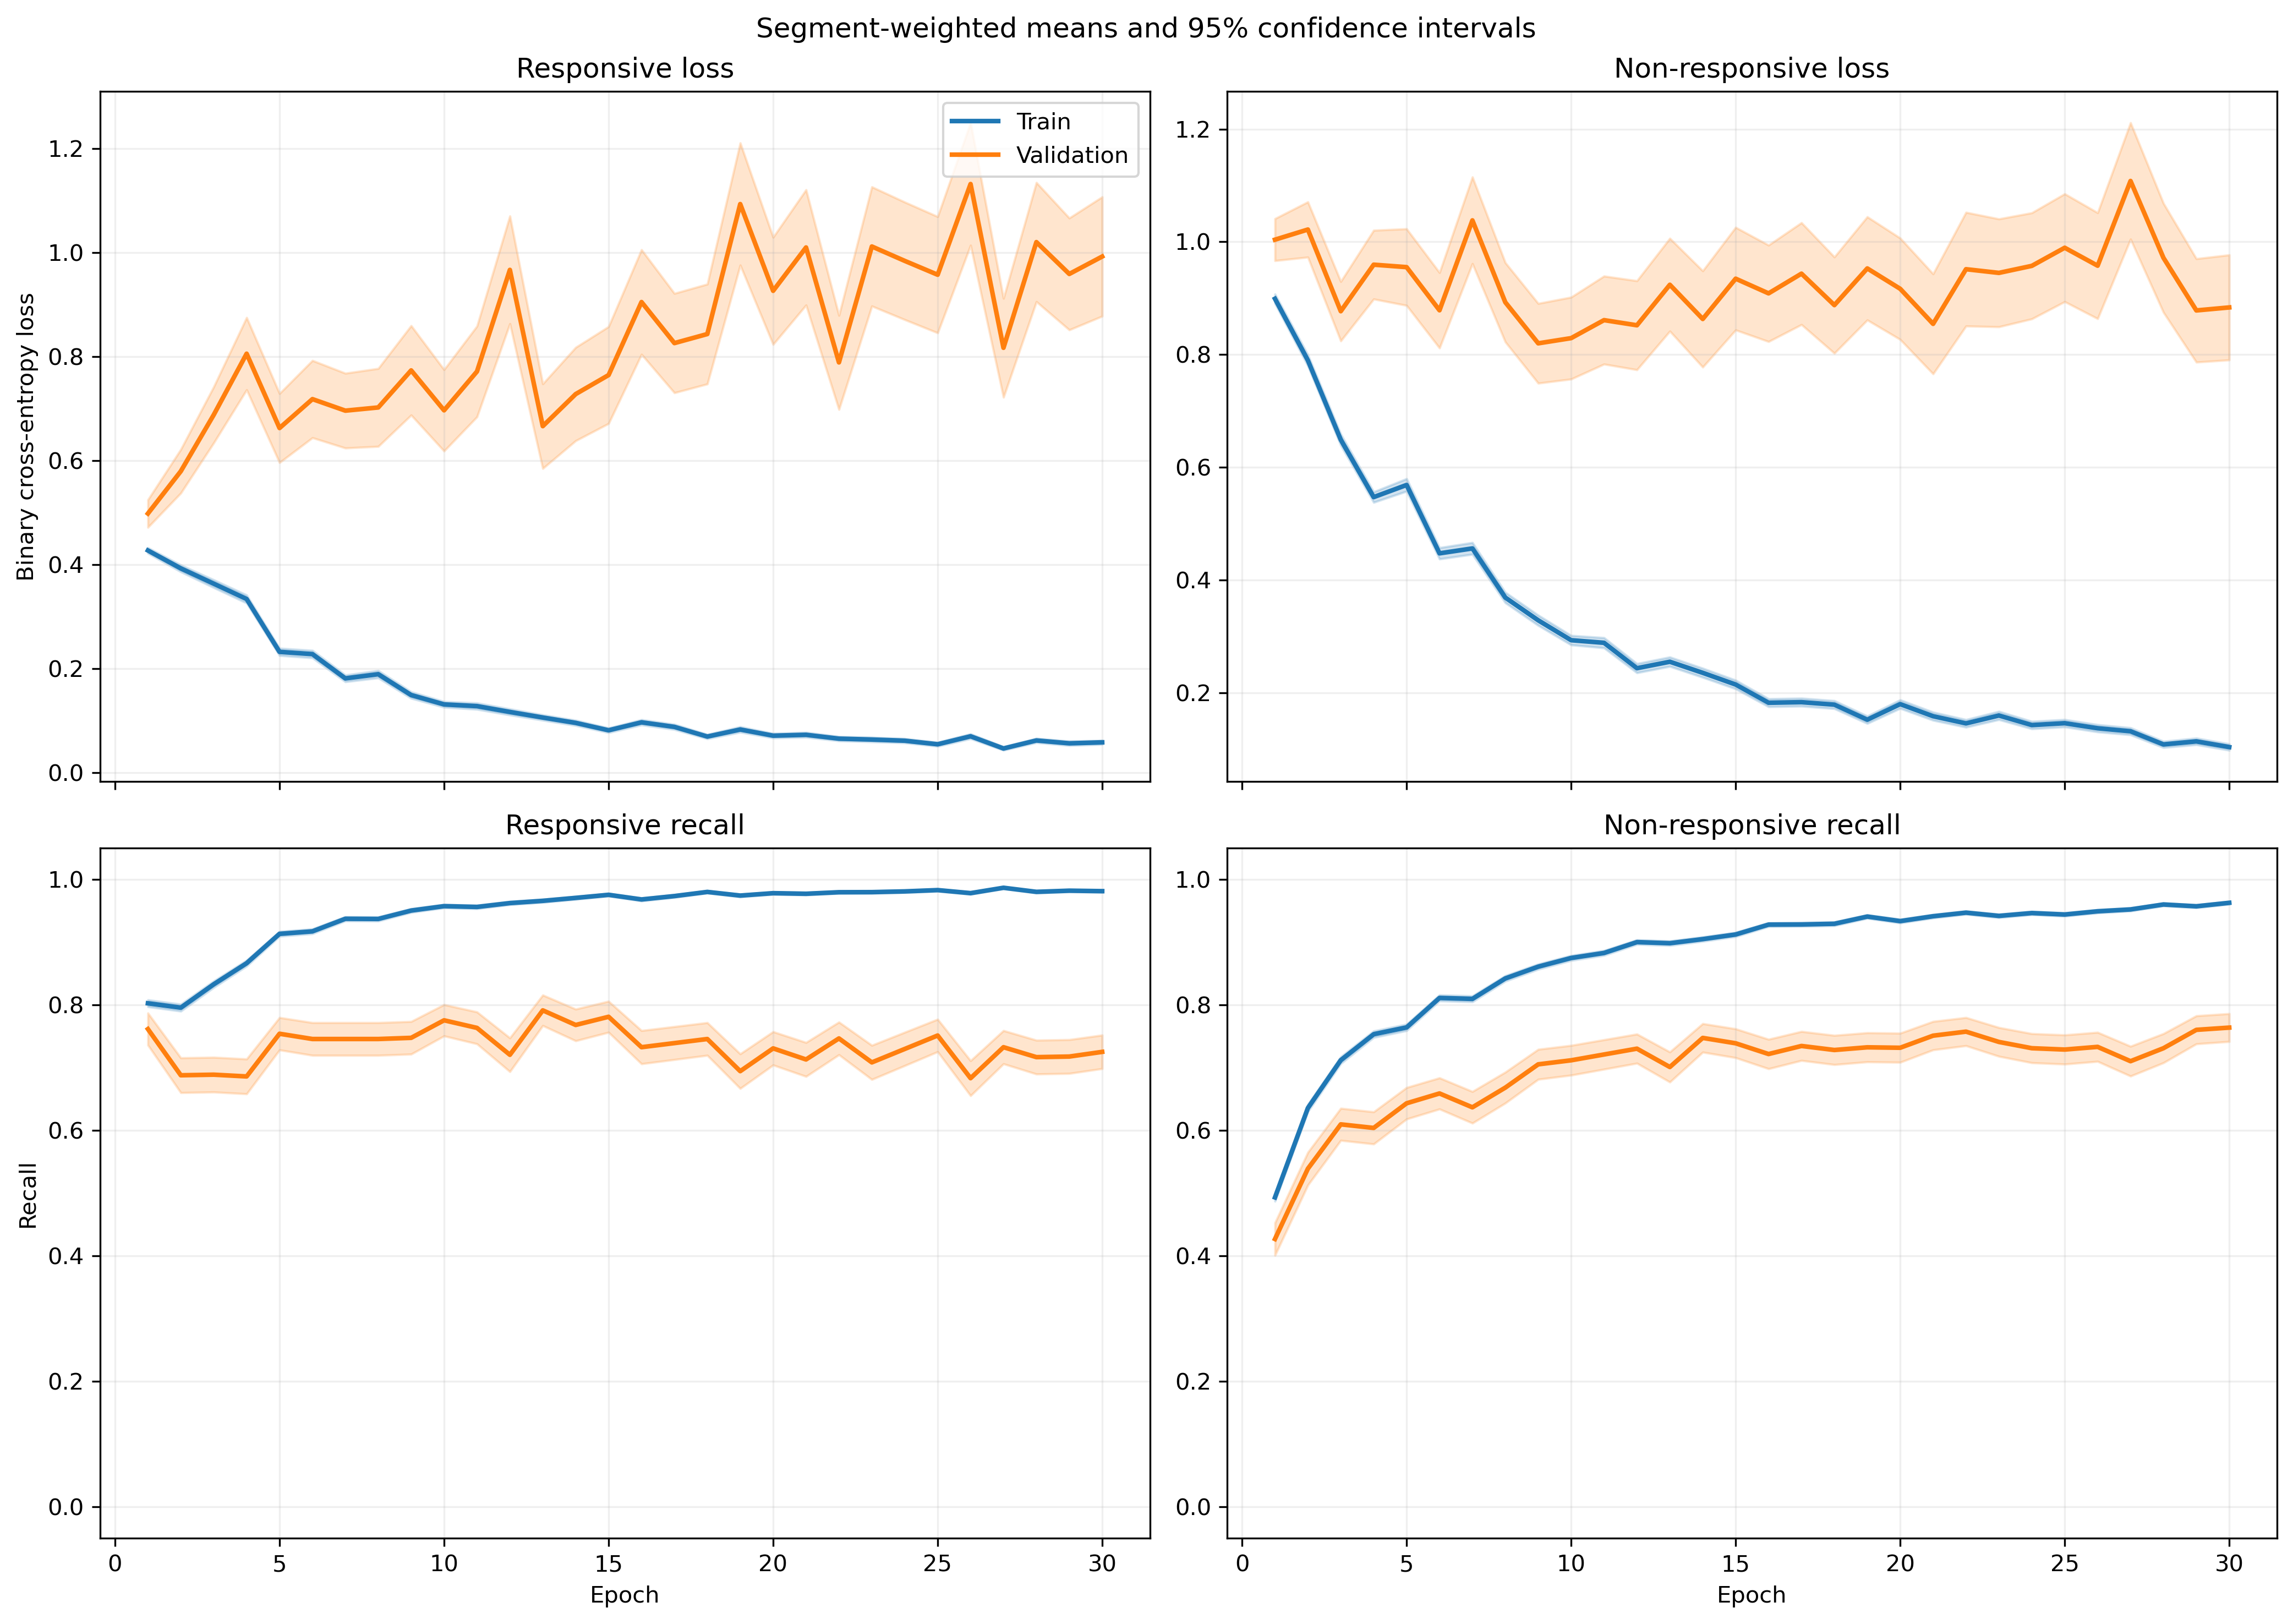 Segment-weighted means and 95% confidence intervals
Responsive loss
Non-responsive loss
Train
Validation
Binary cross-entropy loss
1.2
1.0
0.8
0.6
0.4
0.2
0.0
1.2
1.0
0.8
0.6
0.4
0.2
Responsive recall
Non-responsive recall
Recall
1.0
0.8
0.6
0.4
0.2
0.0
1.0
0.8
0.6
0.4
0.2
0.0
0 5 10 15 20 25 30
0 5 10 15 20 25 30
Epoch
Epoch